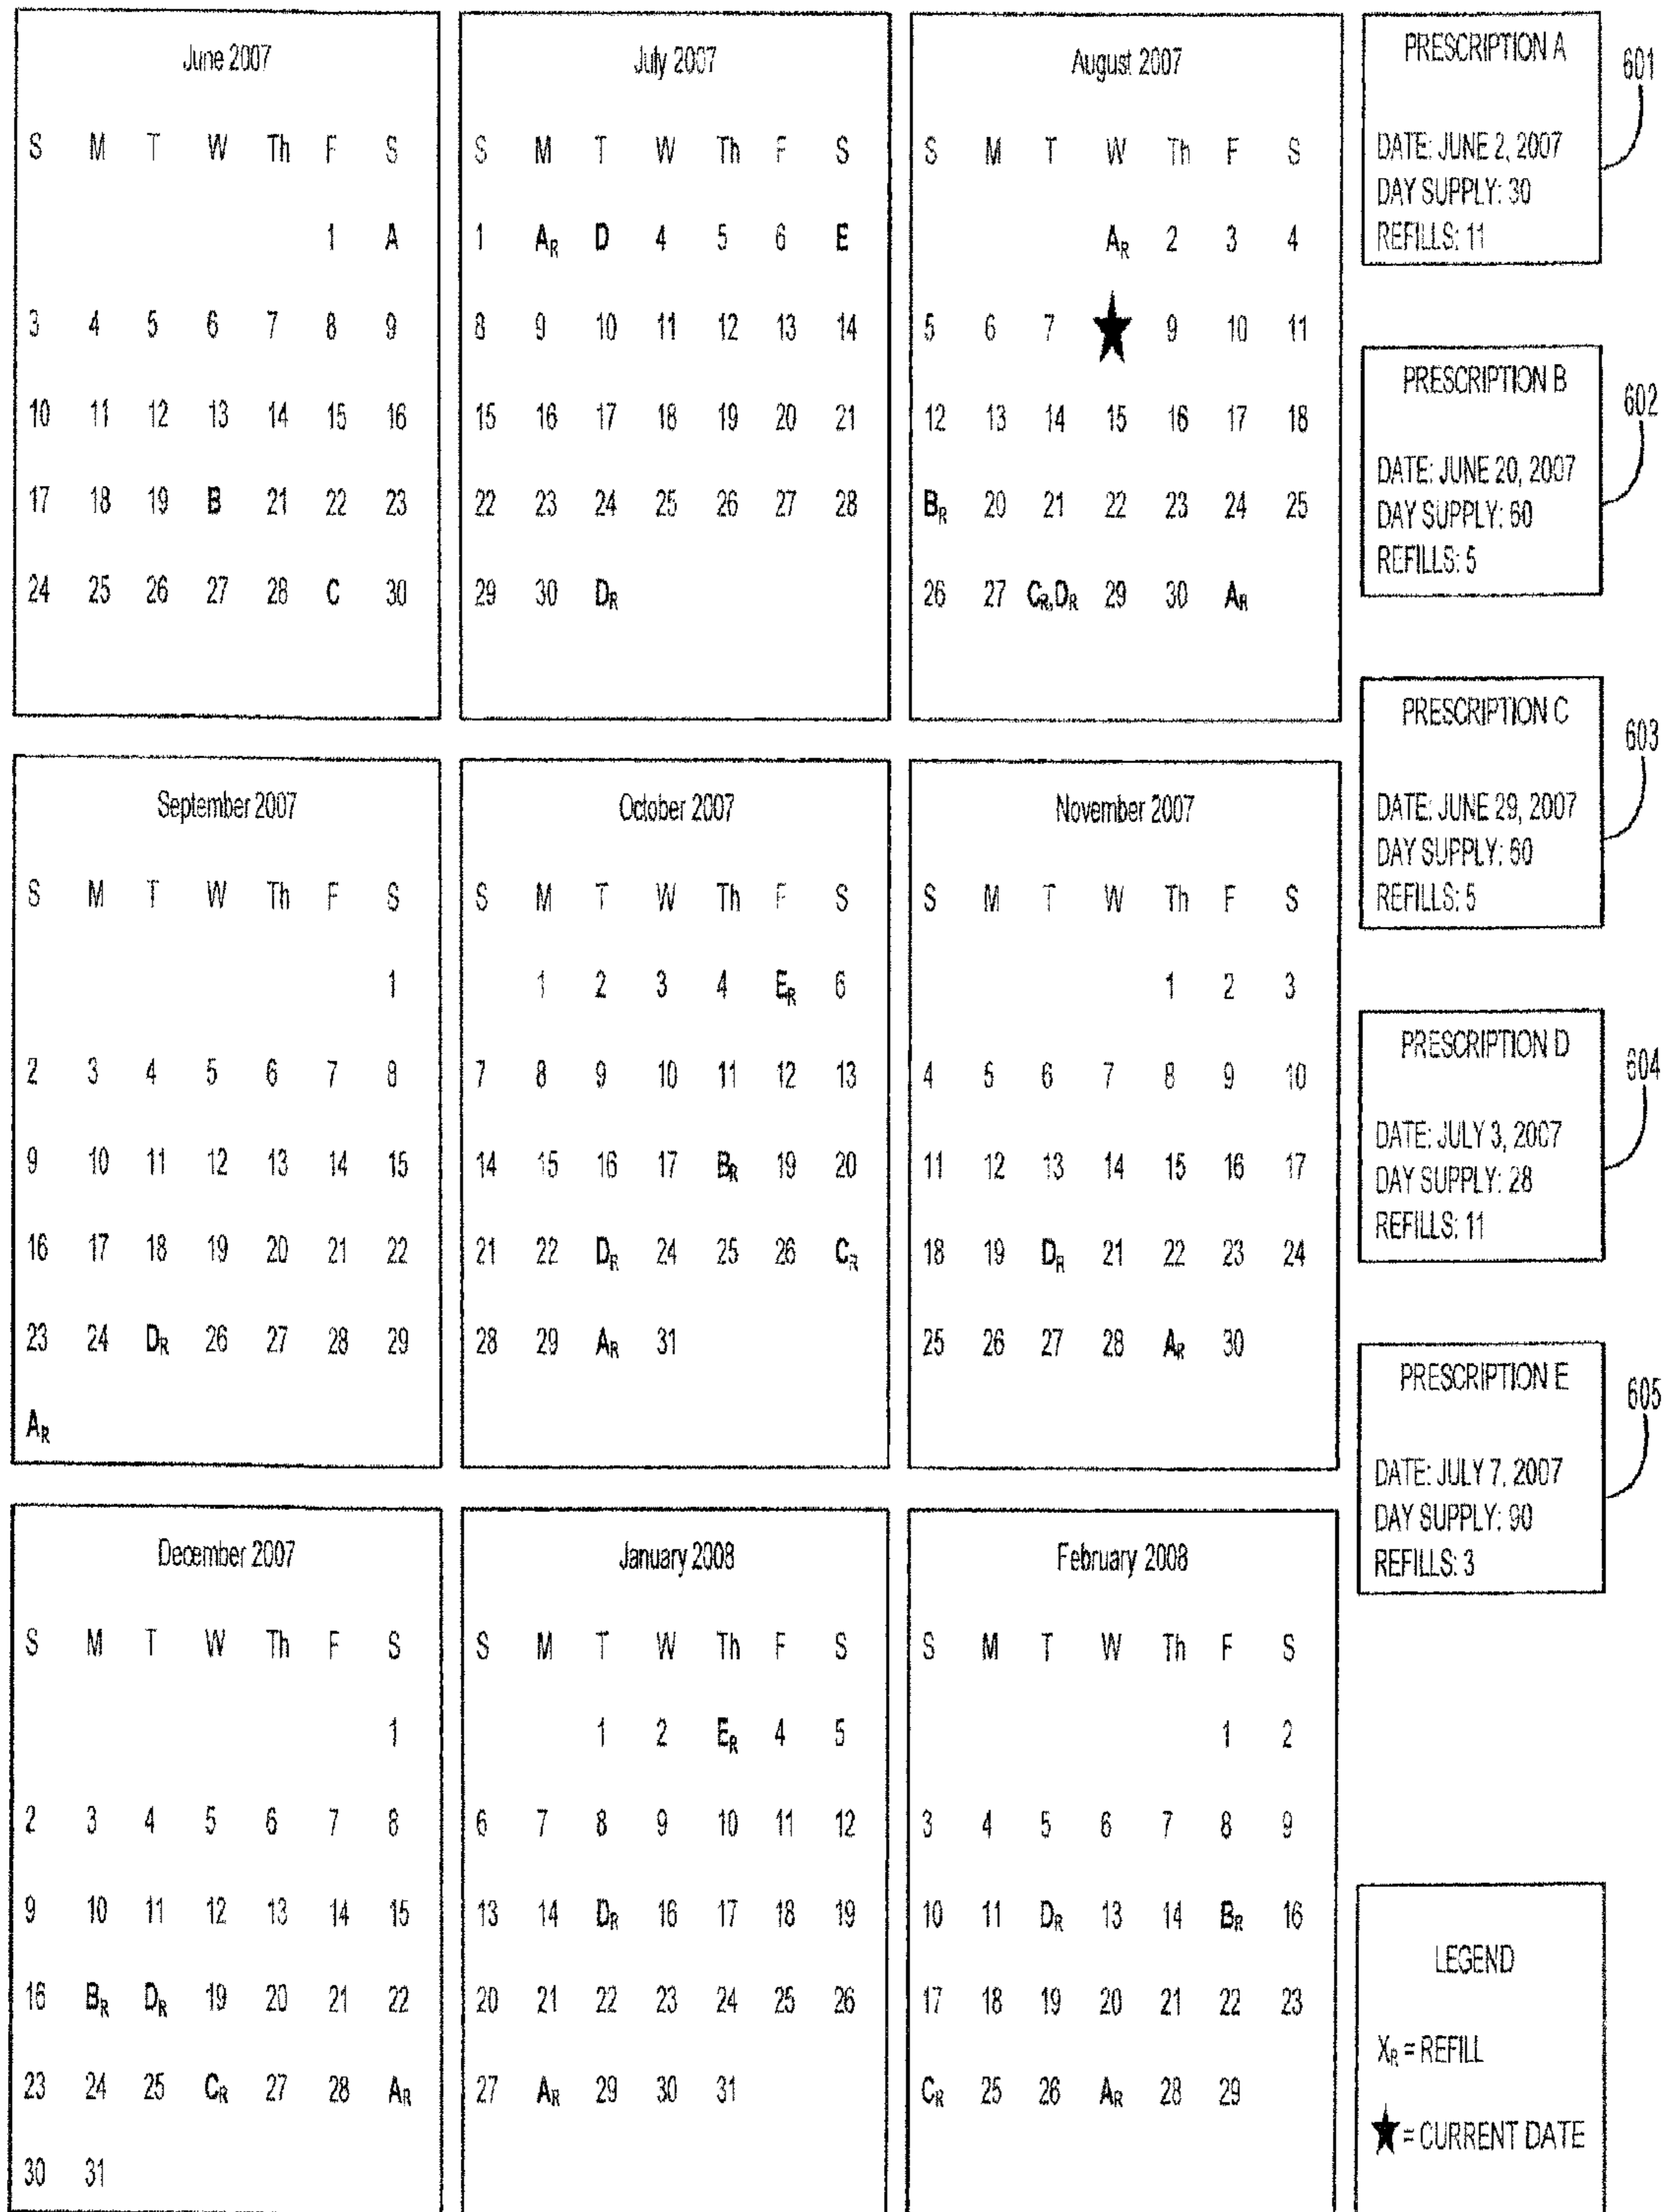 June 2007
S M T W Th F S
1 A
3 4 5 6 7 8 9
10 11 12 13 14 15 16
17 18 19 B 21 22 23
24 25 26 27 28 C 30
July 2007
S M T W Th F S
1 AR D 4 5 6 E
8 9 10 11 12 13 14
15 16 17 18 19 20 21
22 23 24 25 26 27 28
29 30 DR
August 2007
S M T W Th F S
AR 2 3 4
5 6 7 ★ 9 10 11
12 13 14 15 16 17 18
BR 20 21 22 23 24 25
26 27 CR,DR 29 30 AR
PRESCRIPTION A
DATE: JUNE 2, 2007
DAY SUPPLY: 30
REFILLS: 11
601
PRESCRIPTION B
DATE: JUNE 20, 2007
DAY SUPPLY: 60
REFILLS: 5
602
PRESCRIPTION C
DATE: JUNE 29, 2007
DAY SUPPLY: 60
REFILLS: 5
603
September 2007
S M T W Th F S
1
2 3 4 5 6 7 8
9 10 11 12 13 14 15
16 17 18 19 20 21 22
23 24 DR 26 27 28 29
AR
October 2007
S M T W Th F S
1 2 3 4 ER 6
7 8 9 10 11 12 13
14 15 16 17 BR 19 20
21 22 DR 24 25 26 CR
28 29 AR 31
November 2007
S M T W Th F S
1 2 3
4 5 6 7 8 9 10
11 12 13 14 15 16 17
18 19 DR 21 22 23 24
25 26 27 28 AR 30
PRESCRIPTION D
DATE: JULY 3, 2007
DAY SUPPLY: 28
REFILLS: 11
604
PRESCRIPTION E
DATE: JULY 7, 2007
DAY SUPPLY: 90
REFILLS: 3
605
December 2007
S M T W Th F S
1
2 3 4 5 6 7 8
9 10 11 12 13 14 15
16 BR DR 19 20 21 22
23 24 25 CR 27 28 AR
30 31
January 2008
S M T W Th F S
1 2 ER 4 5
6 7 8 9 10 11 12
13 14 DR 16 17 18 19
20 21 22 23 24 25 26
27 AR 29 30 31
February 2008
S M T W Th F S
1 2
3 4 5 6 7 8 9
10 11 DR 13 14 BR 16
17 18 19 20 21 22 23
CR 25 26 AR 28 29
LEGEND
XR = REFILL
★ = CURRENT DATE